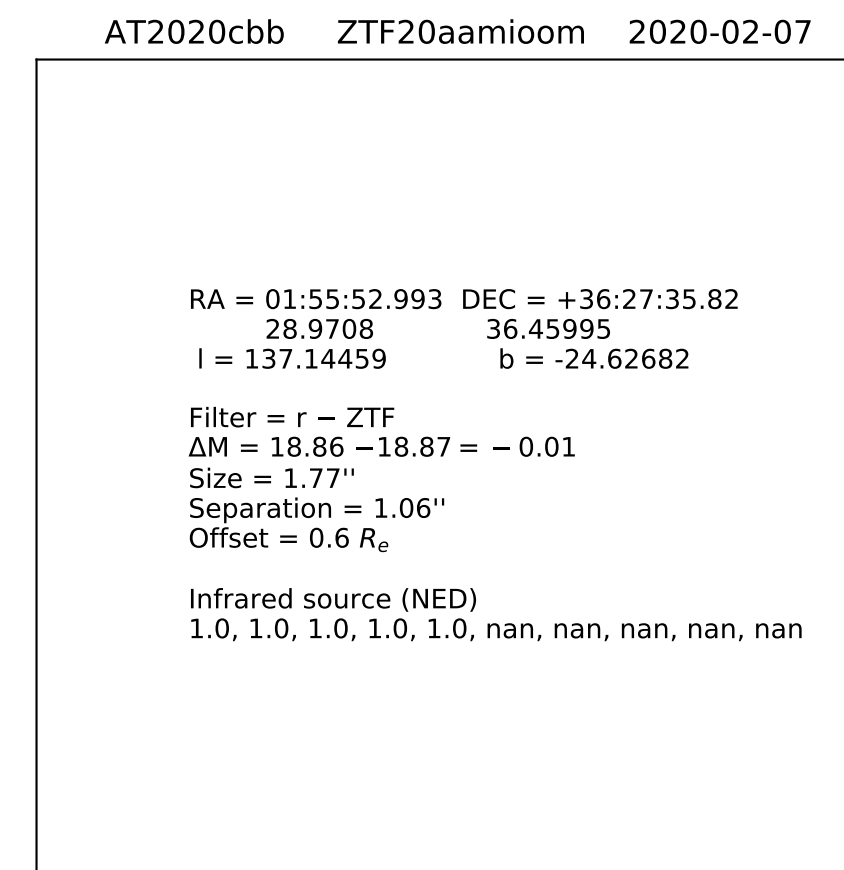 AT2020cbb ZTF20aamioom 2020-02-07
RA = 01:55:52.993 DEC = +36:27:35.82
28.9708 36.45995
l = 137.14459 b = -24.62682
Filter = r − ZTF
ΔM = 18.86 −18.87 = − 0.01
Size = 1.77''
Separation = 1.06''
Offset = 0.6 Re
Infrared source (NED)
1.0, 1.0, 1.0, 1.0, 1.0, nan, nan, nan, nan, nan